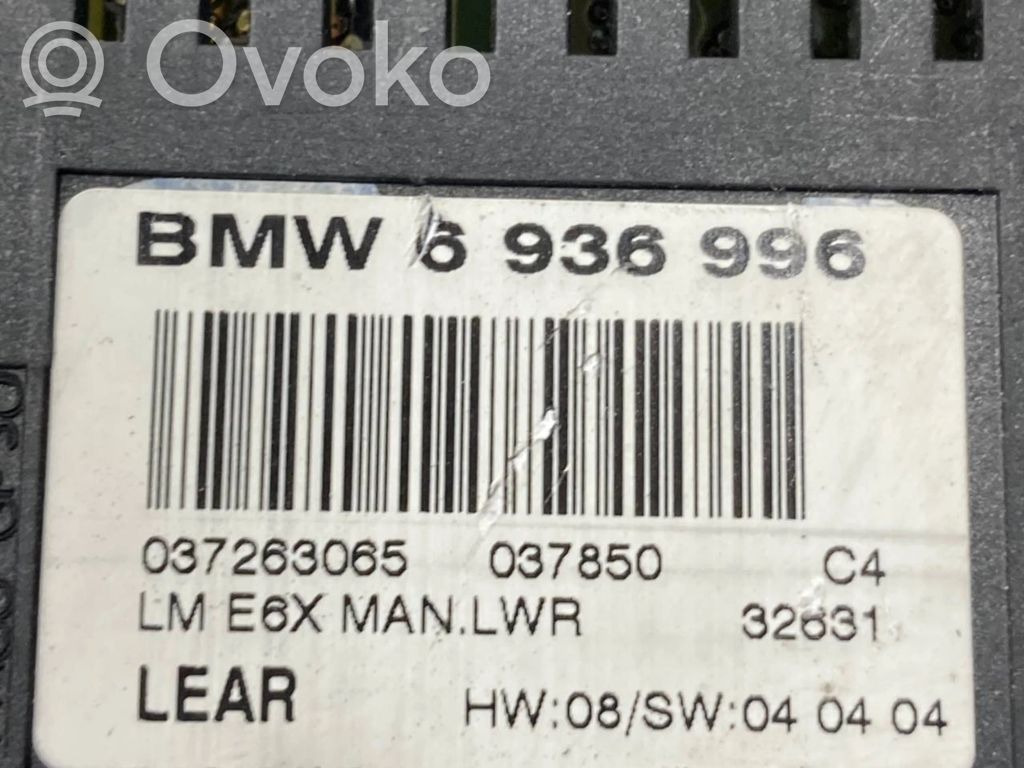 Ovoko
BMW 6 936 996
037263065 037850 C4
LM E6X MAN.LWR 32631
LEAR HW:08/SW:04 04 04